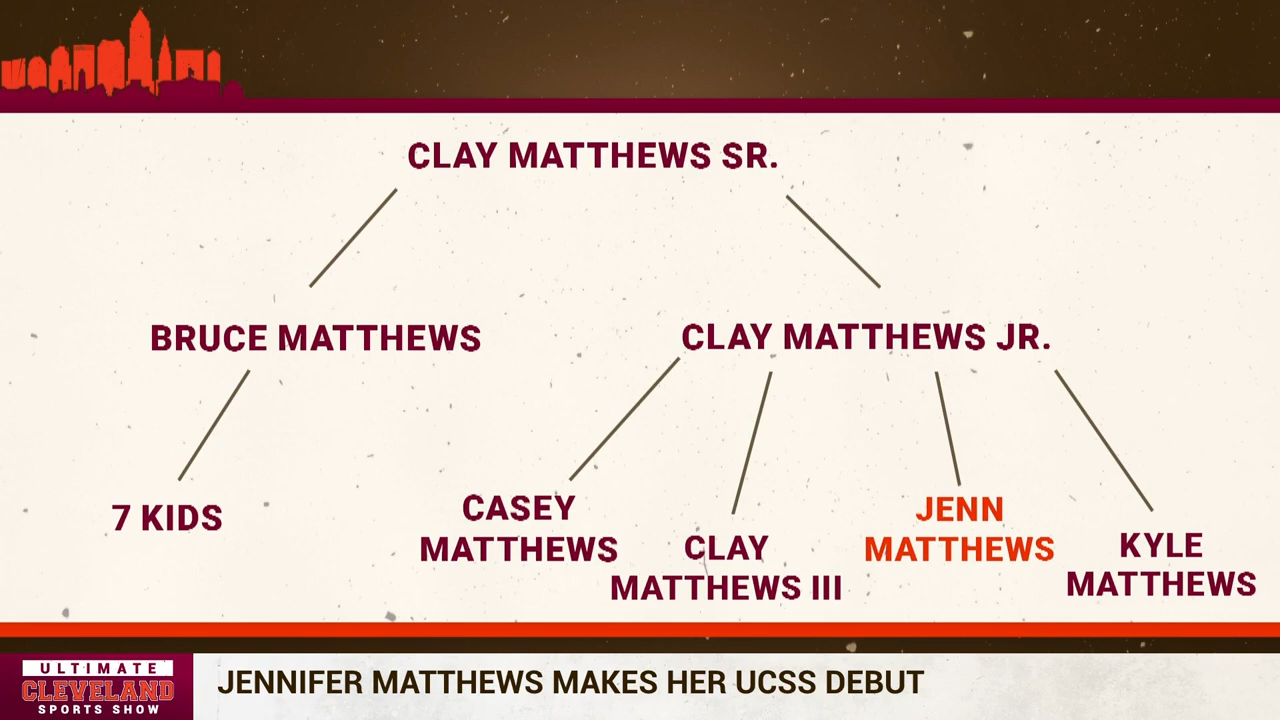 CLAY MATTHEWS SR.
BRUCE MATTHEWS
CLAY MATTHEWS JR.
7 KIDS
CASEY
MATTHEWS
CLAY
MATTHEWS III
JENN
MATTHEWS
KYLE
MATTHEWS
ULTIMATE
CLEVELAND
SPORTS SHOW
JENNIFER MATTHEWS MAKES HER UCSS DEBUT